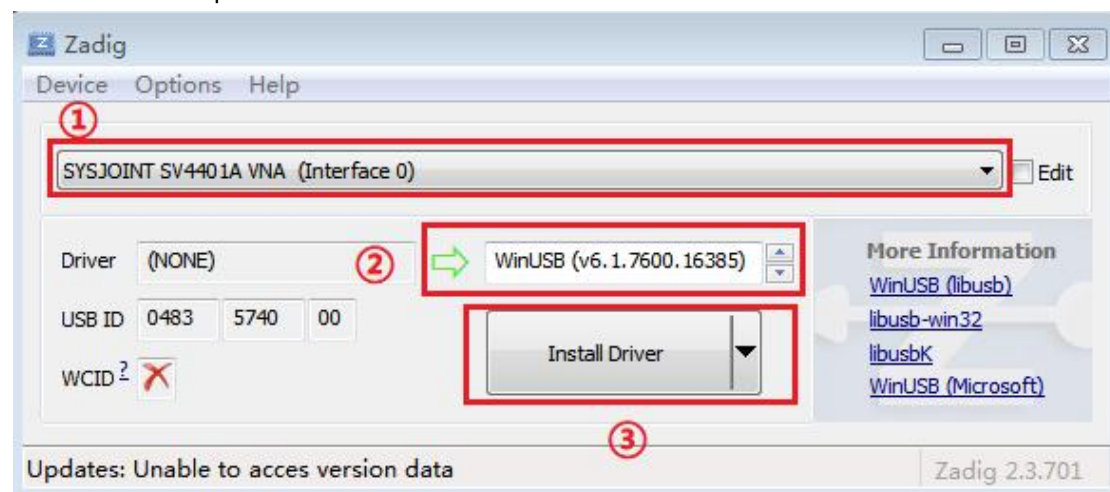 Zadig
Device Options Help
①
SYSJOINT SV4401A VNA (Interface 0)
Edit
Driver (NONE) ② WinUSB (v6.1.7600.16385)
USB ID 0483 5740 00
WCID ?
Install Driver
③
More Information
WinUSB (libusb)
libusb-win32
libusbK
WinUSB (Microsoft)
Updates: Unable to acces version data
Zadig 2.3.701